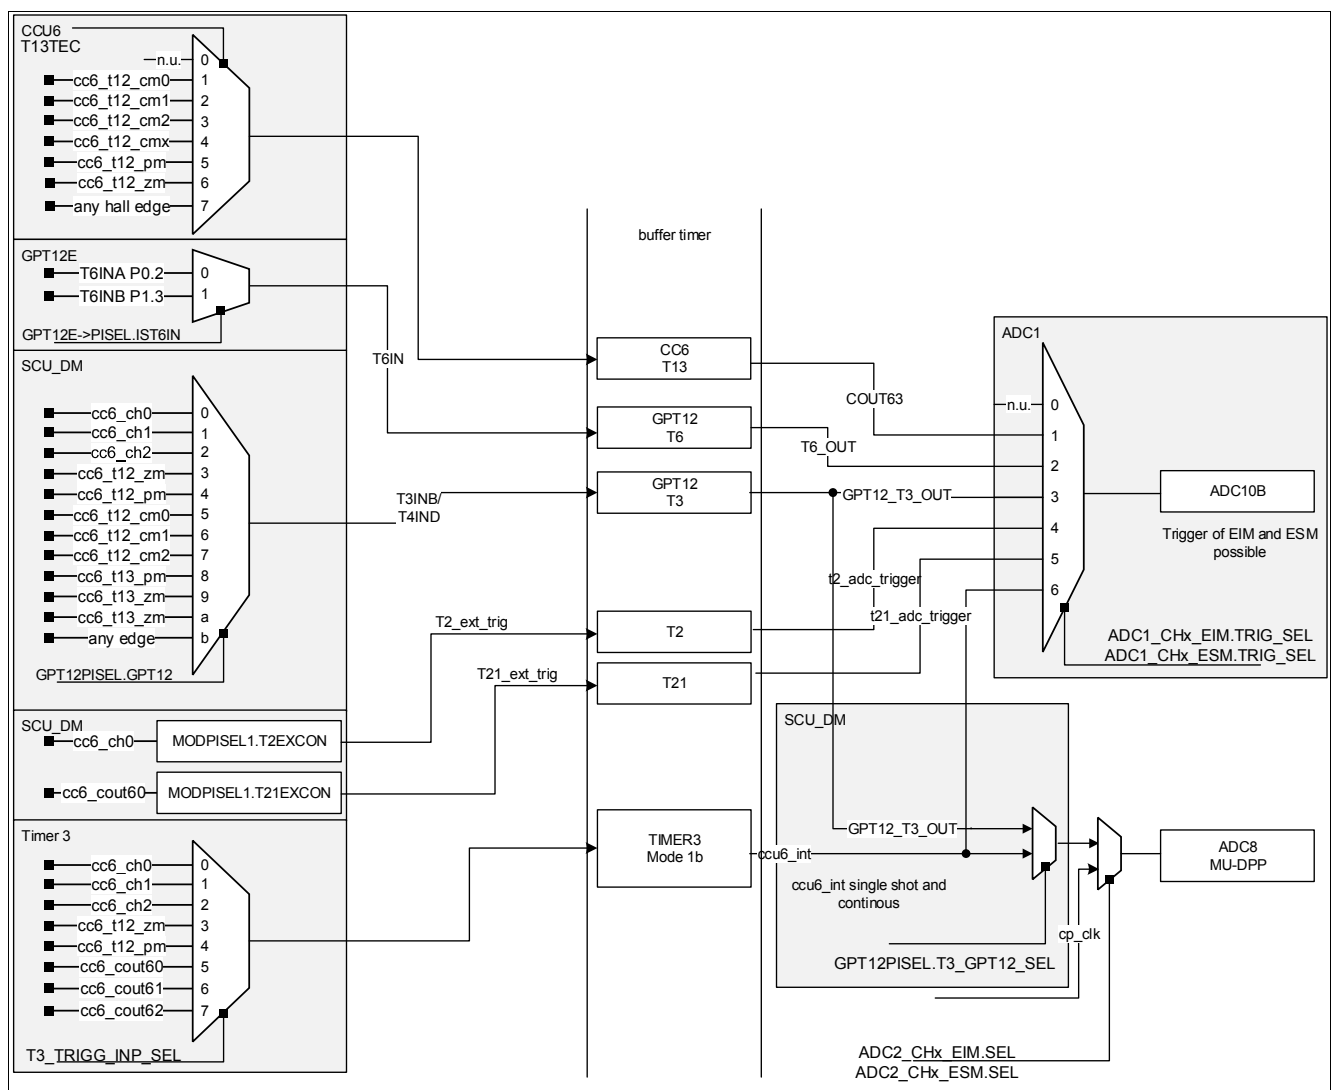 CCU6
T13TEC
n.u. 0
cc6_t12_cm0 1
cc6_t12_cm1 2
cc6_t12_cm2 3
cc6_t12_cmx 4
cc6_t12_pm 5
cc6_t12_zm 6
any hall edge 7
GPT12E
T6INA P0.2 0
T6INB P1.3 1
GPT12E->PISEL.IST6IN
SCU_DM
cc6_ch0 0
cc6_ch1 1
cc6_ch2 2
cc6_t12_zm 3
cc6_t12_pm 4
cc6_t12_cm0 5
cc6_t12_cm1 6
cc6_t12_cm2 7
cc6_t13_pm 8
cc6_t13_zm 9
cc6_t13_zm a
any edge b
GPT12PISEL.GPT12
SCU_DM
cc6_ch0 MODPISEL1.T2EXCON
cc6_cout60 MODPISEL1.T21EXCON
Timer 3
cc6_ch0 0
cc6_ch1 1
cc6_ch2 2
cc6_t12_zm 3
cc6_t12_pm 4
cc6_cout60 5
cc6_cout61 6
cc6_cout62 7
T3_TRIGG_INP_SEL
T6IN
T3INB/
T4IND
T2_ext_trig
T21_ext_trig
buffer timer
CC6
T13
GPT12
T6
GPT12
T3
T2
T21
TIMER3
Mode 1b
COUT63
T6_OUT
GPT12_T3_OUT
t2_adc_trigger
t21_adc_trigger
ADC1
n.u. 0
1
2
3
4
5
6
ADC10B
Trigger of EIM and ESM
possible
ADC1_CHx_EIM.TRIG_SEL
ADC1_CHx_ESM.TRIG_SEL
SCU_DM
GPT12_T3_OUT
ccu6_int
ccu6_int single shot and
continous
GPT12PISEL.T3_GPT12_SEL
cp_clk
ADC8
MU-DPP
ADC2_CHx_EIM.SEL
ADC2_CHx_ESM.SEL